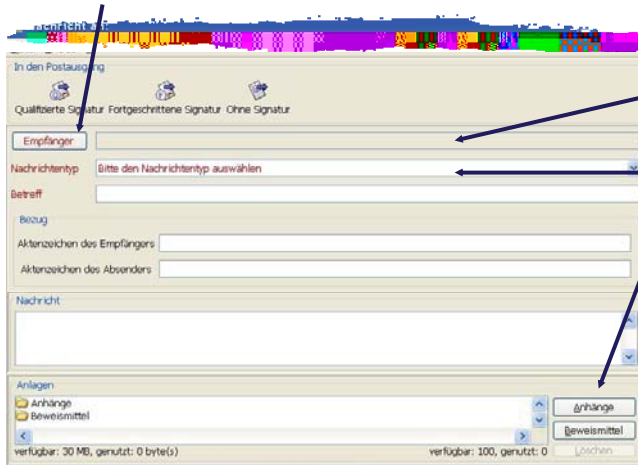 Nachricht an:
In den Postausgang
Qualifizierte Signatur Fortgeschrittene Signatur Ohne Signatur
Empfänger
Nachrichtentyp Bitte den Nachrichtentyp auswählen
Betreff
Bezug
Aktenzeichen des Empfängers
Aktenzeichen des Absenders
Nachricht
Anlagen
Anhänge Anhänge
Beweismittel Beweismittel
verfügbar: 30 MB, genutzt: 0 byte(s) verfügbar: 100, genutzt: 0 Löschen